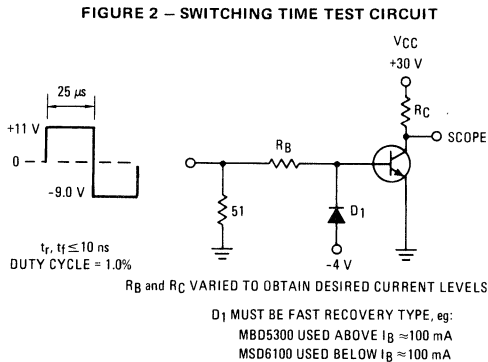 FIGURE 2 — SWITCHING TIME TEST CIRCUIT
VCC
+30 V
25 μs
RC
+11 V
SCOPE
RB
0
-9.0 V
51
D1
-4 V
tr, tf ≤ 10 ns
DUTY CYCLE = 1.0%
RB and RC VARIED TO OBTAIN DESIRED CURRENT LEVELS
D1 MUST BE FAST RECOVERY TYPE, eg:
MBD5300 USED ABOVE IB ≈100 mA
MSD6100 USED BELOW IB ≈100 mA